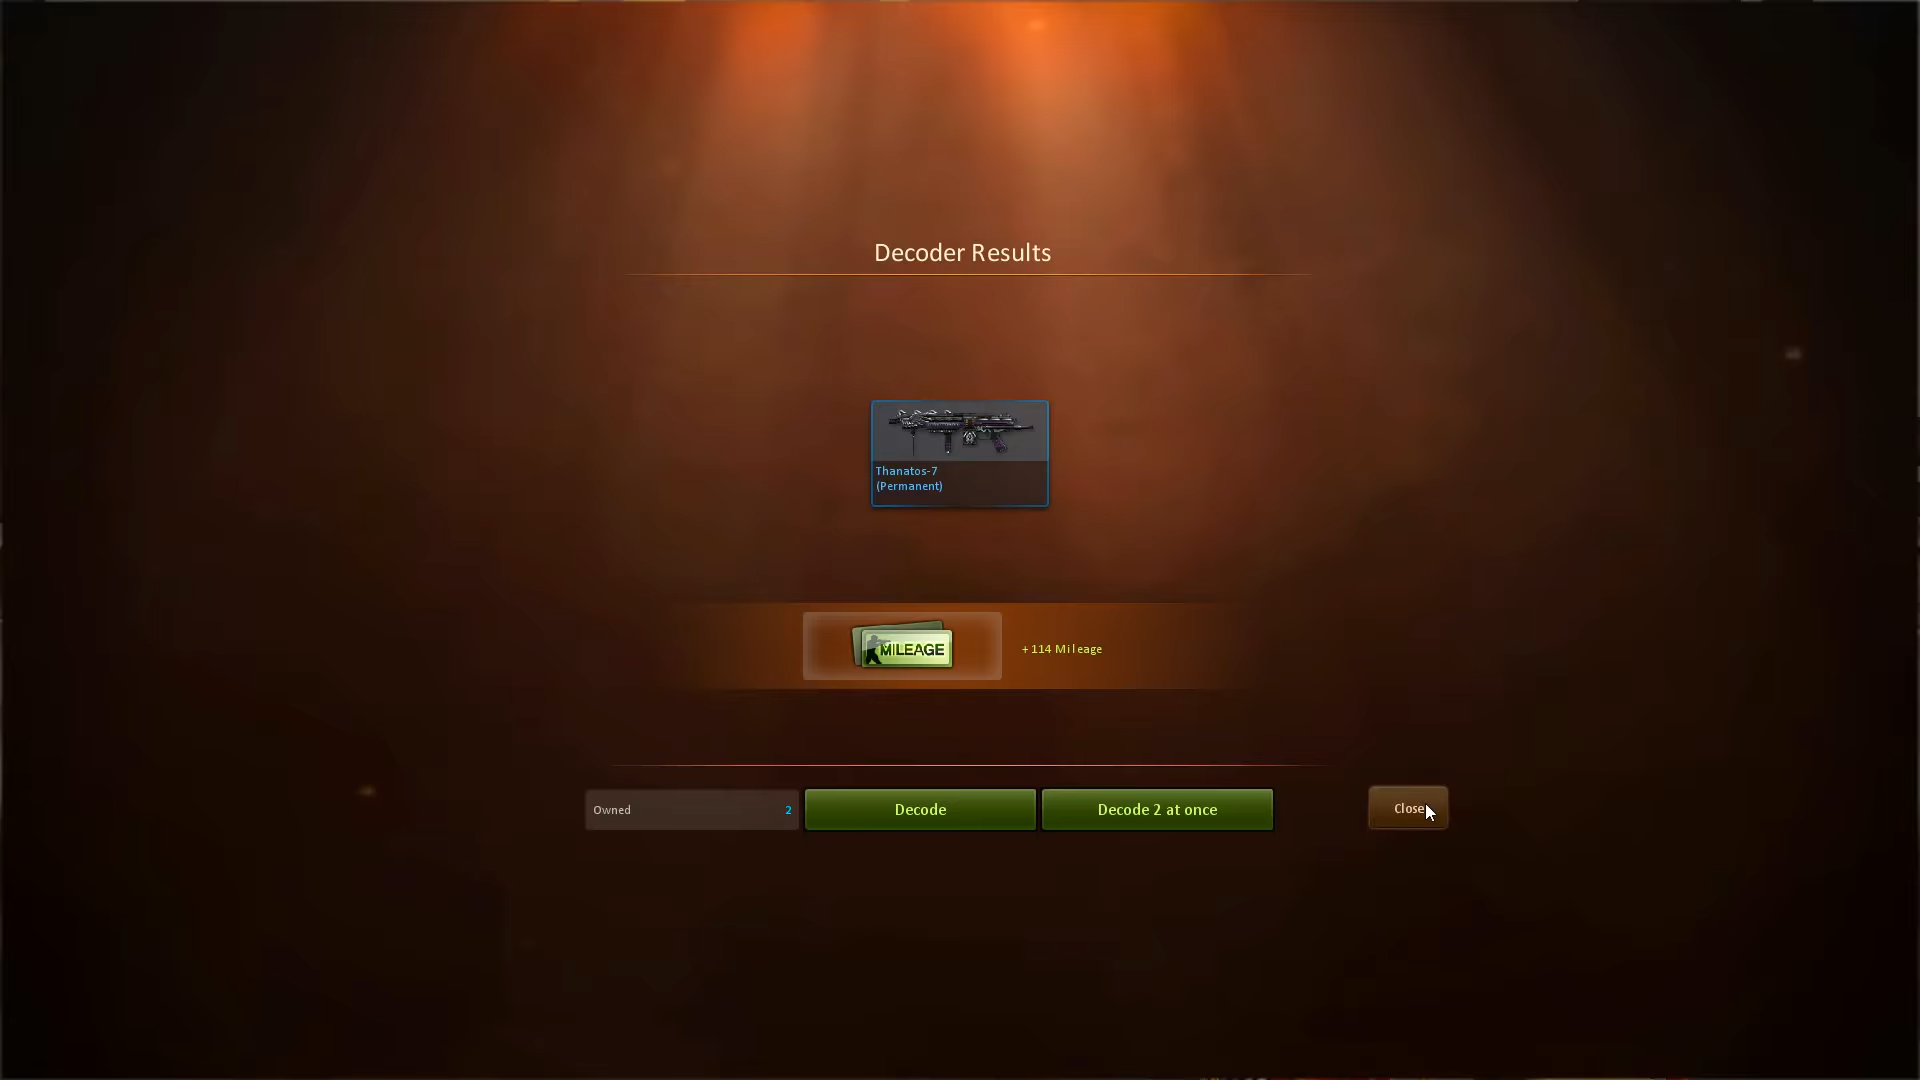 Decoder Results
Thanatos-7
(Permanent)
MILEAGE
+114 Mileage
Owned 2
Decode
Decode 2 at once
Close